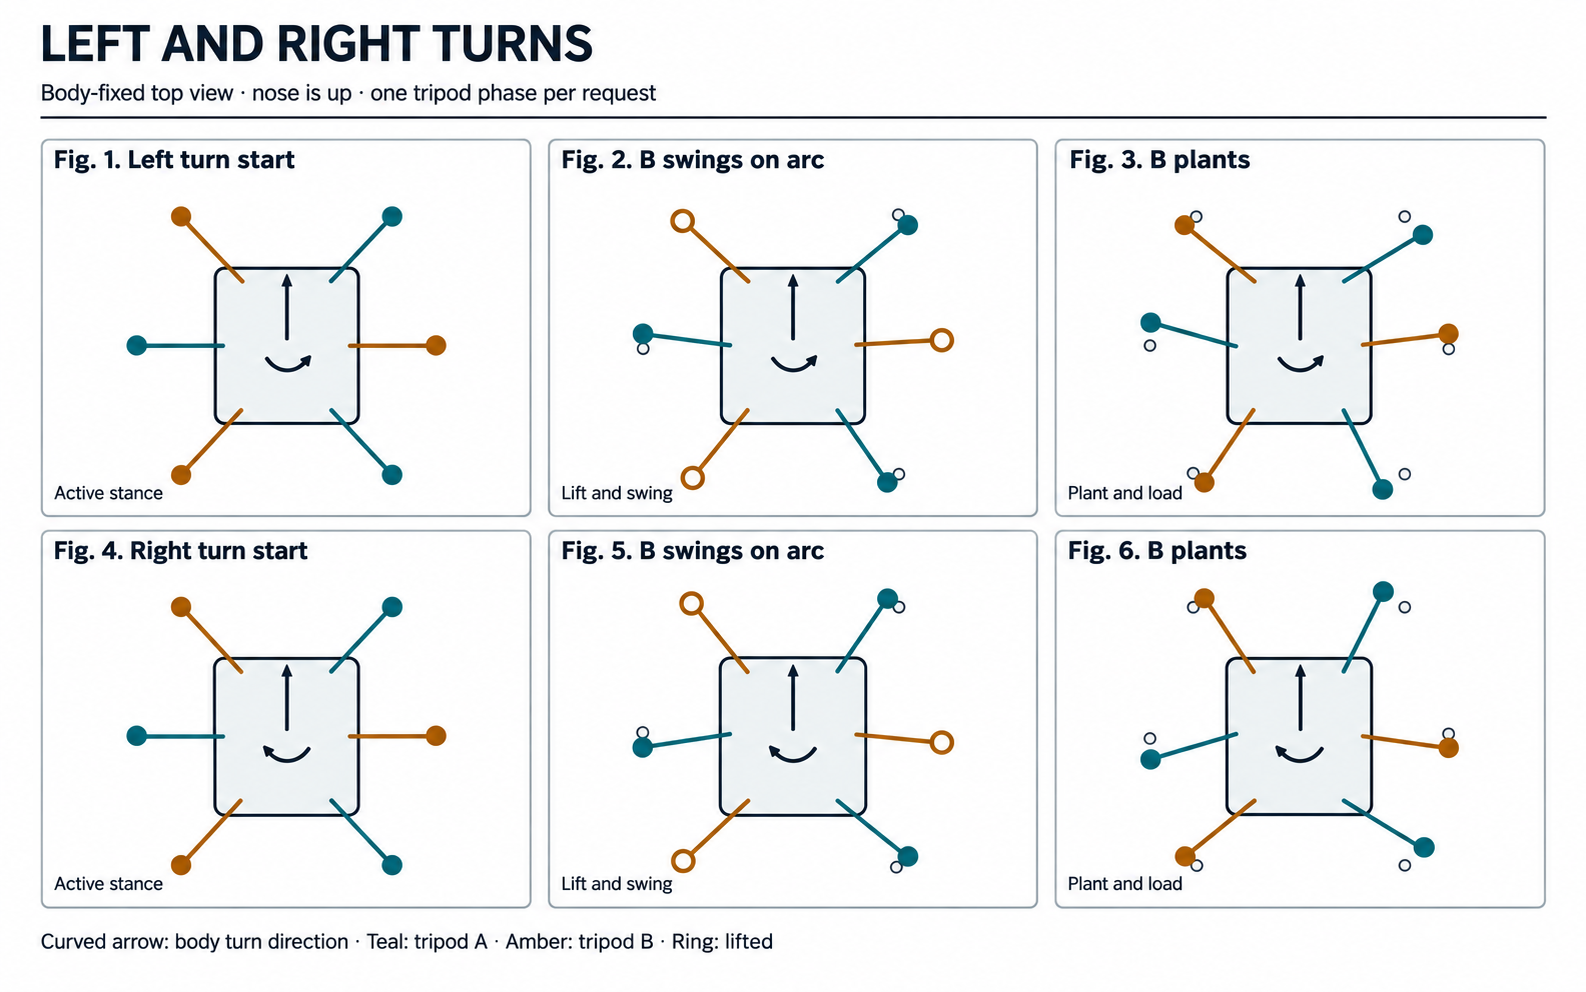 LEFT AND RIGHT TURNS
Body-fixed top view · nose is up · one tripod phase per request
Fig. 1. Left turn start
Active stance
Fig. 2. B swings on arc
Lift and swing
Fig. 3. B plants
Plant and load
Fig. 4. Right turn start
Active stance
Fig. 5. B swings on arc
Lift and swing
Fig. 6. B plants
Plant and load
Curved arrow: body turn direction · Teal: tripod A · Amber: tripod B · Ring: lifted